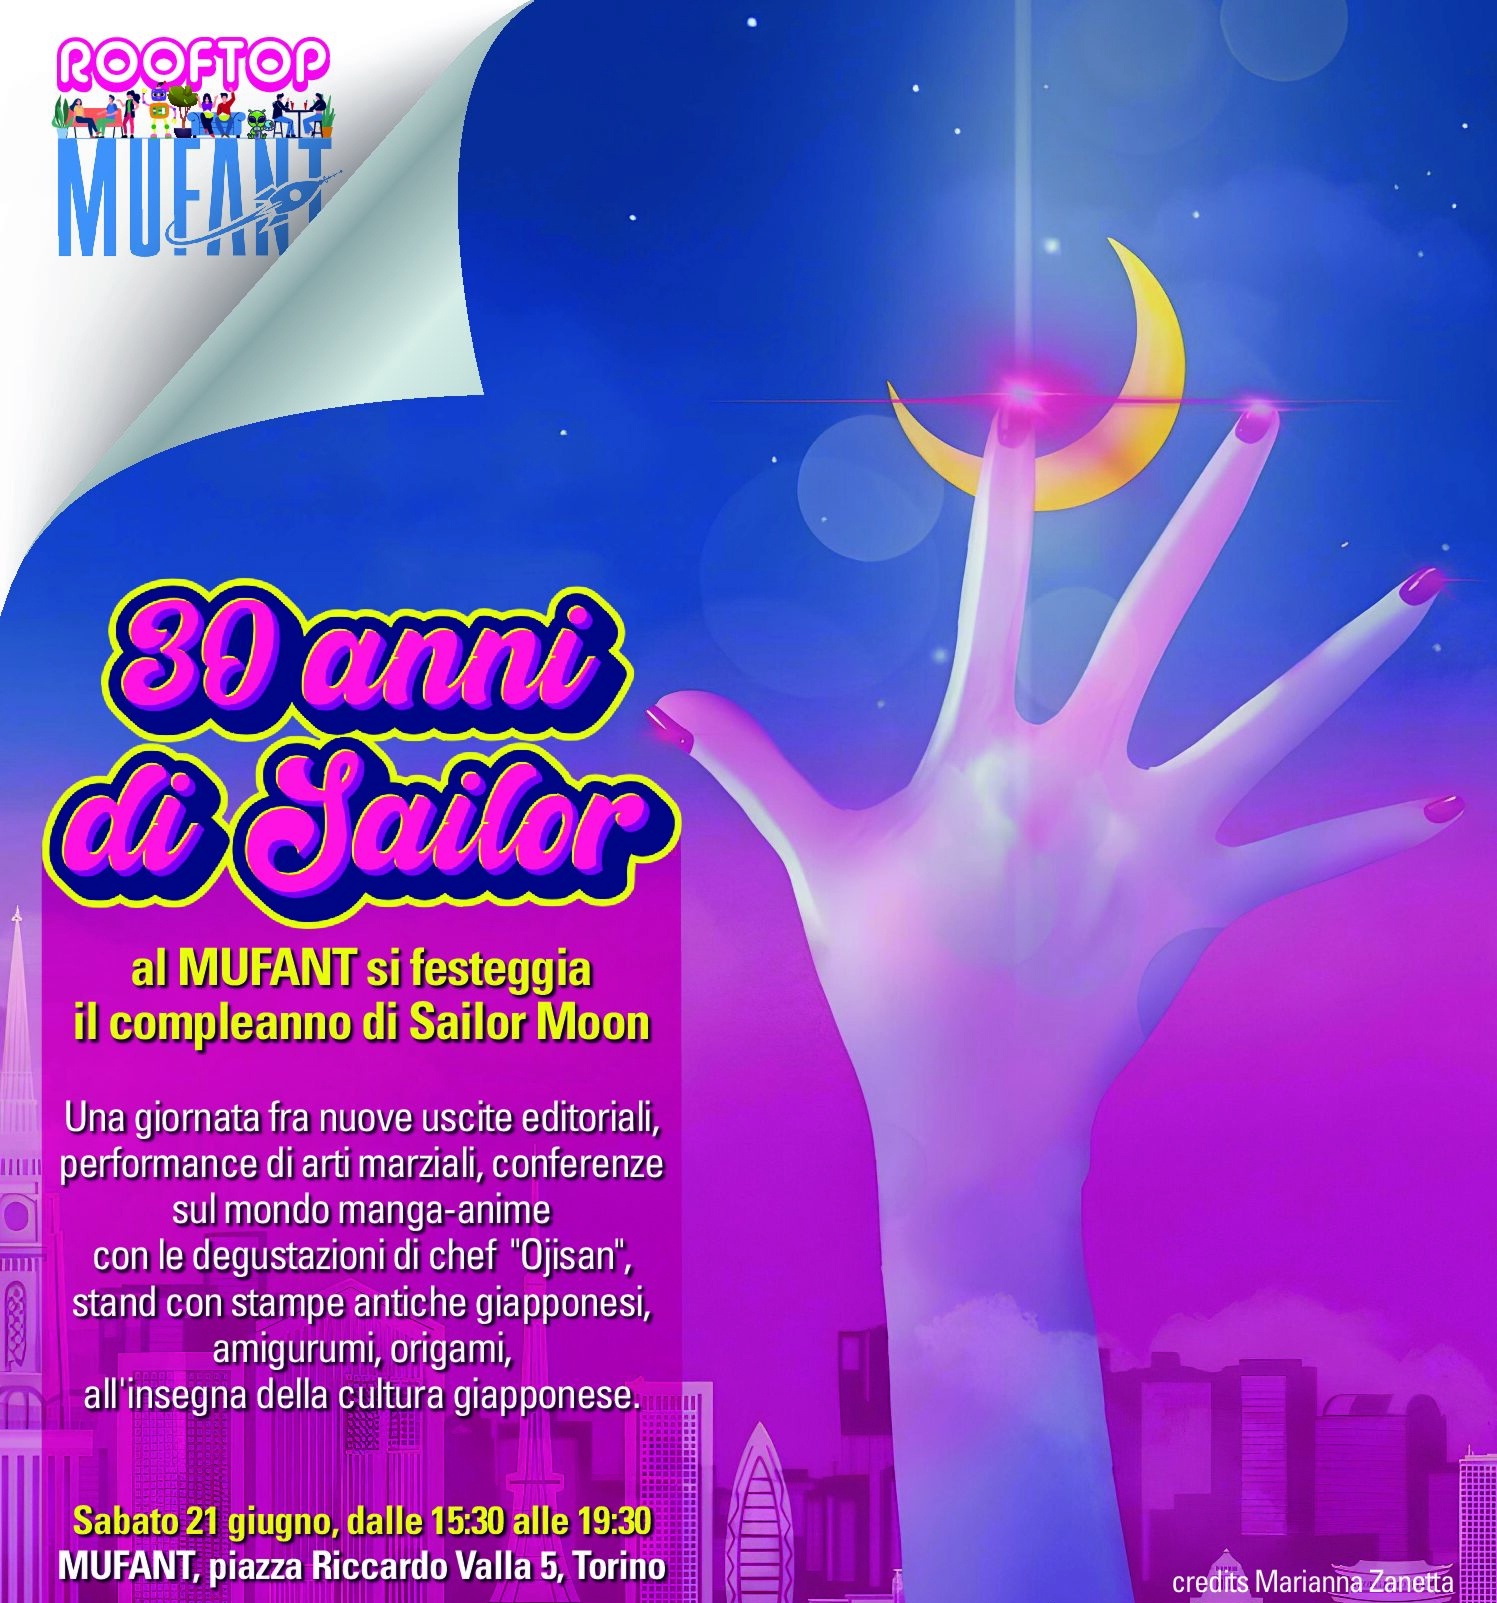 ROOFTOP
MUFANT
30 anni
di Sailor
al MUFANT si festeggia
il compleanno di Sailor Moon
Una giornata fra nuove uscite editoriali,
performance di arti marziali, conferenze
sul mondo manga-anime
con le degustazioni di chef "Ojisan",
stand con stampe antiche giapponesi,
amigurumi, origami,
all'insegna della cultura giapponese.
Sabato 21 giugno, dalle 15:30 alle 19:30
MUFANT, piazza Riccardo Valla 5, Torino
credits Marianna Zanetta